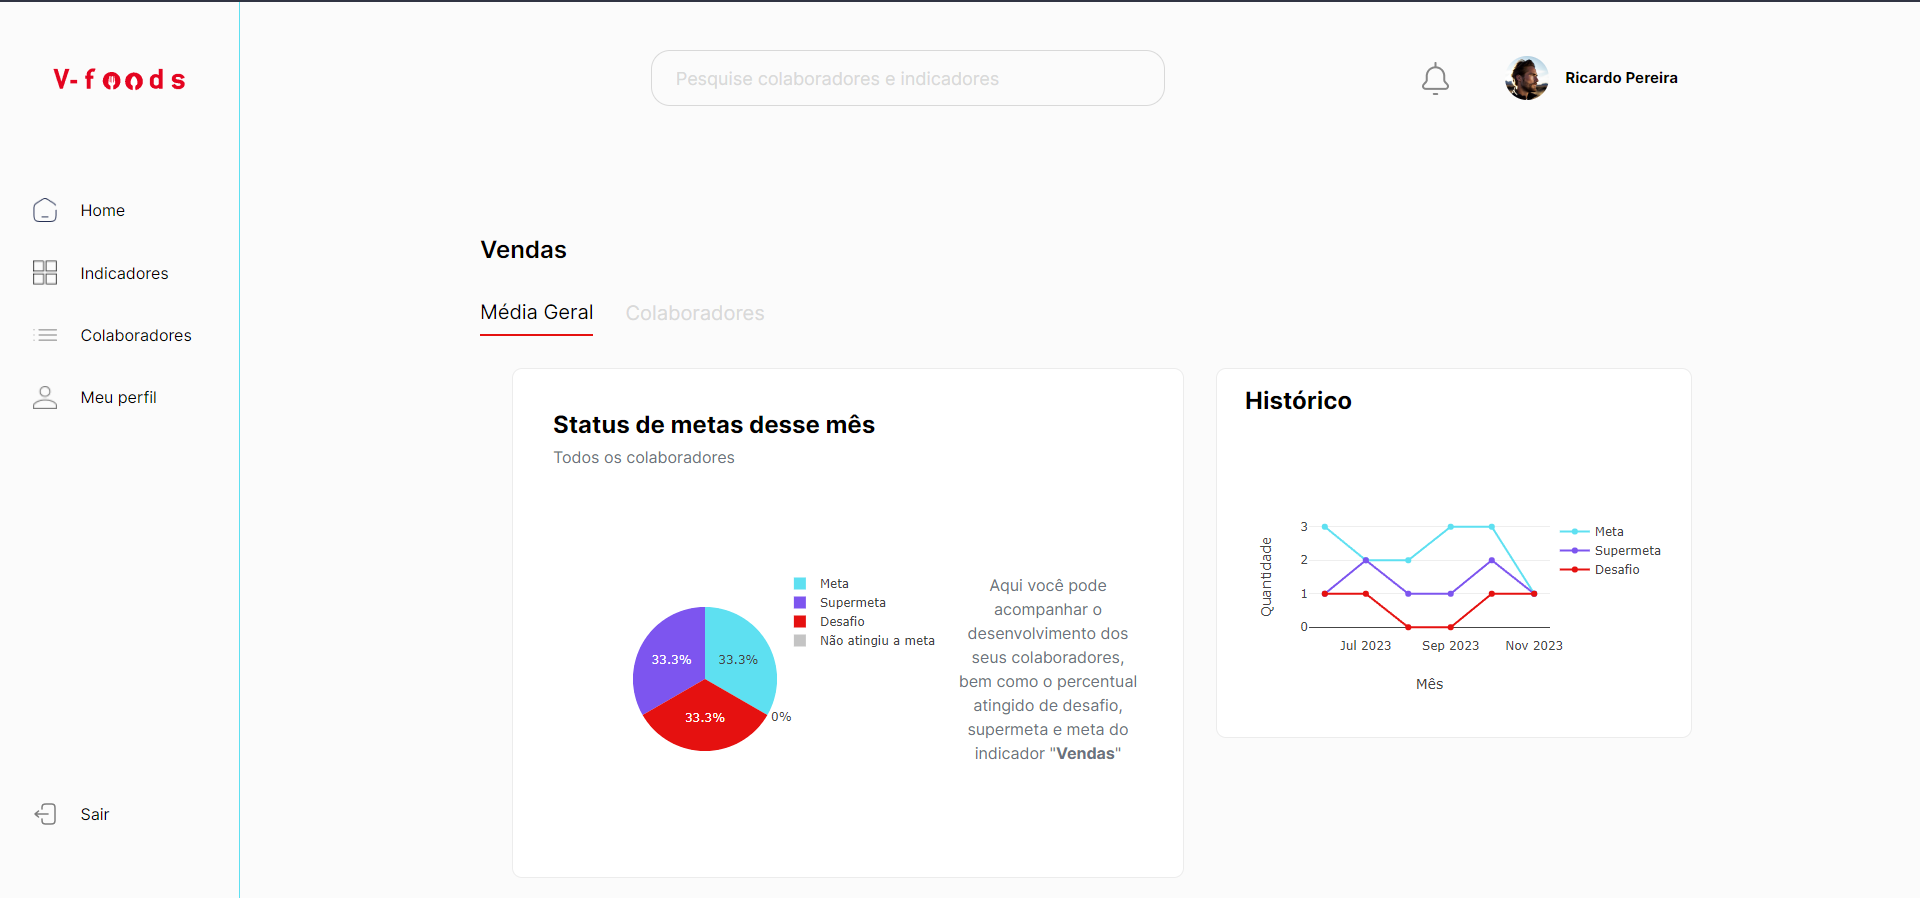 V-foods
Pesquise colaboradores e indicadores
Ricardo Pereira
Home
Indicadores
Colaboradores
Meu perfil
Sair
Vendas
Média Geral
Colaboradores
Status de metas desse mês
Todos os colaboradores
33.3%
33.3%
33.3%
0%
Meta
Supermeta
Desafio
Não atingiu a meta
Aqui você pode
acompanhar o
desenvolvimento dos
seus colaboradores,
bem como o percentual
atingido de desafio,
supermeta e meta do
indicador "Vendas"
Histórico
Quantidade
3
2
1
0
Jul 2023
Sep 2023
Nov 2023
Mês
Meta
Supermeta
Desafio